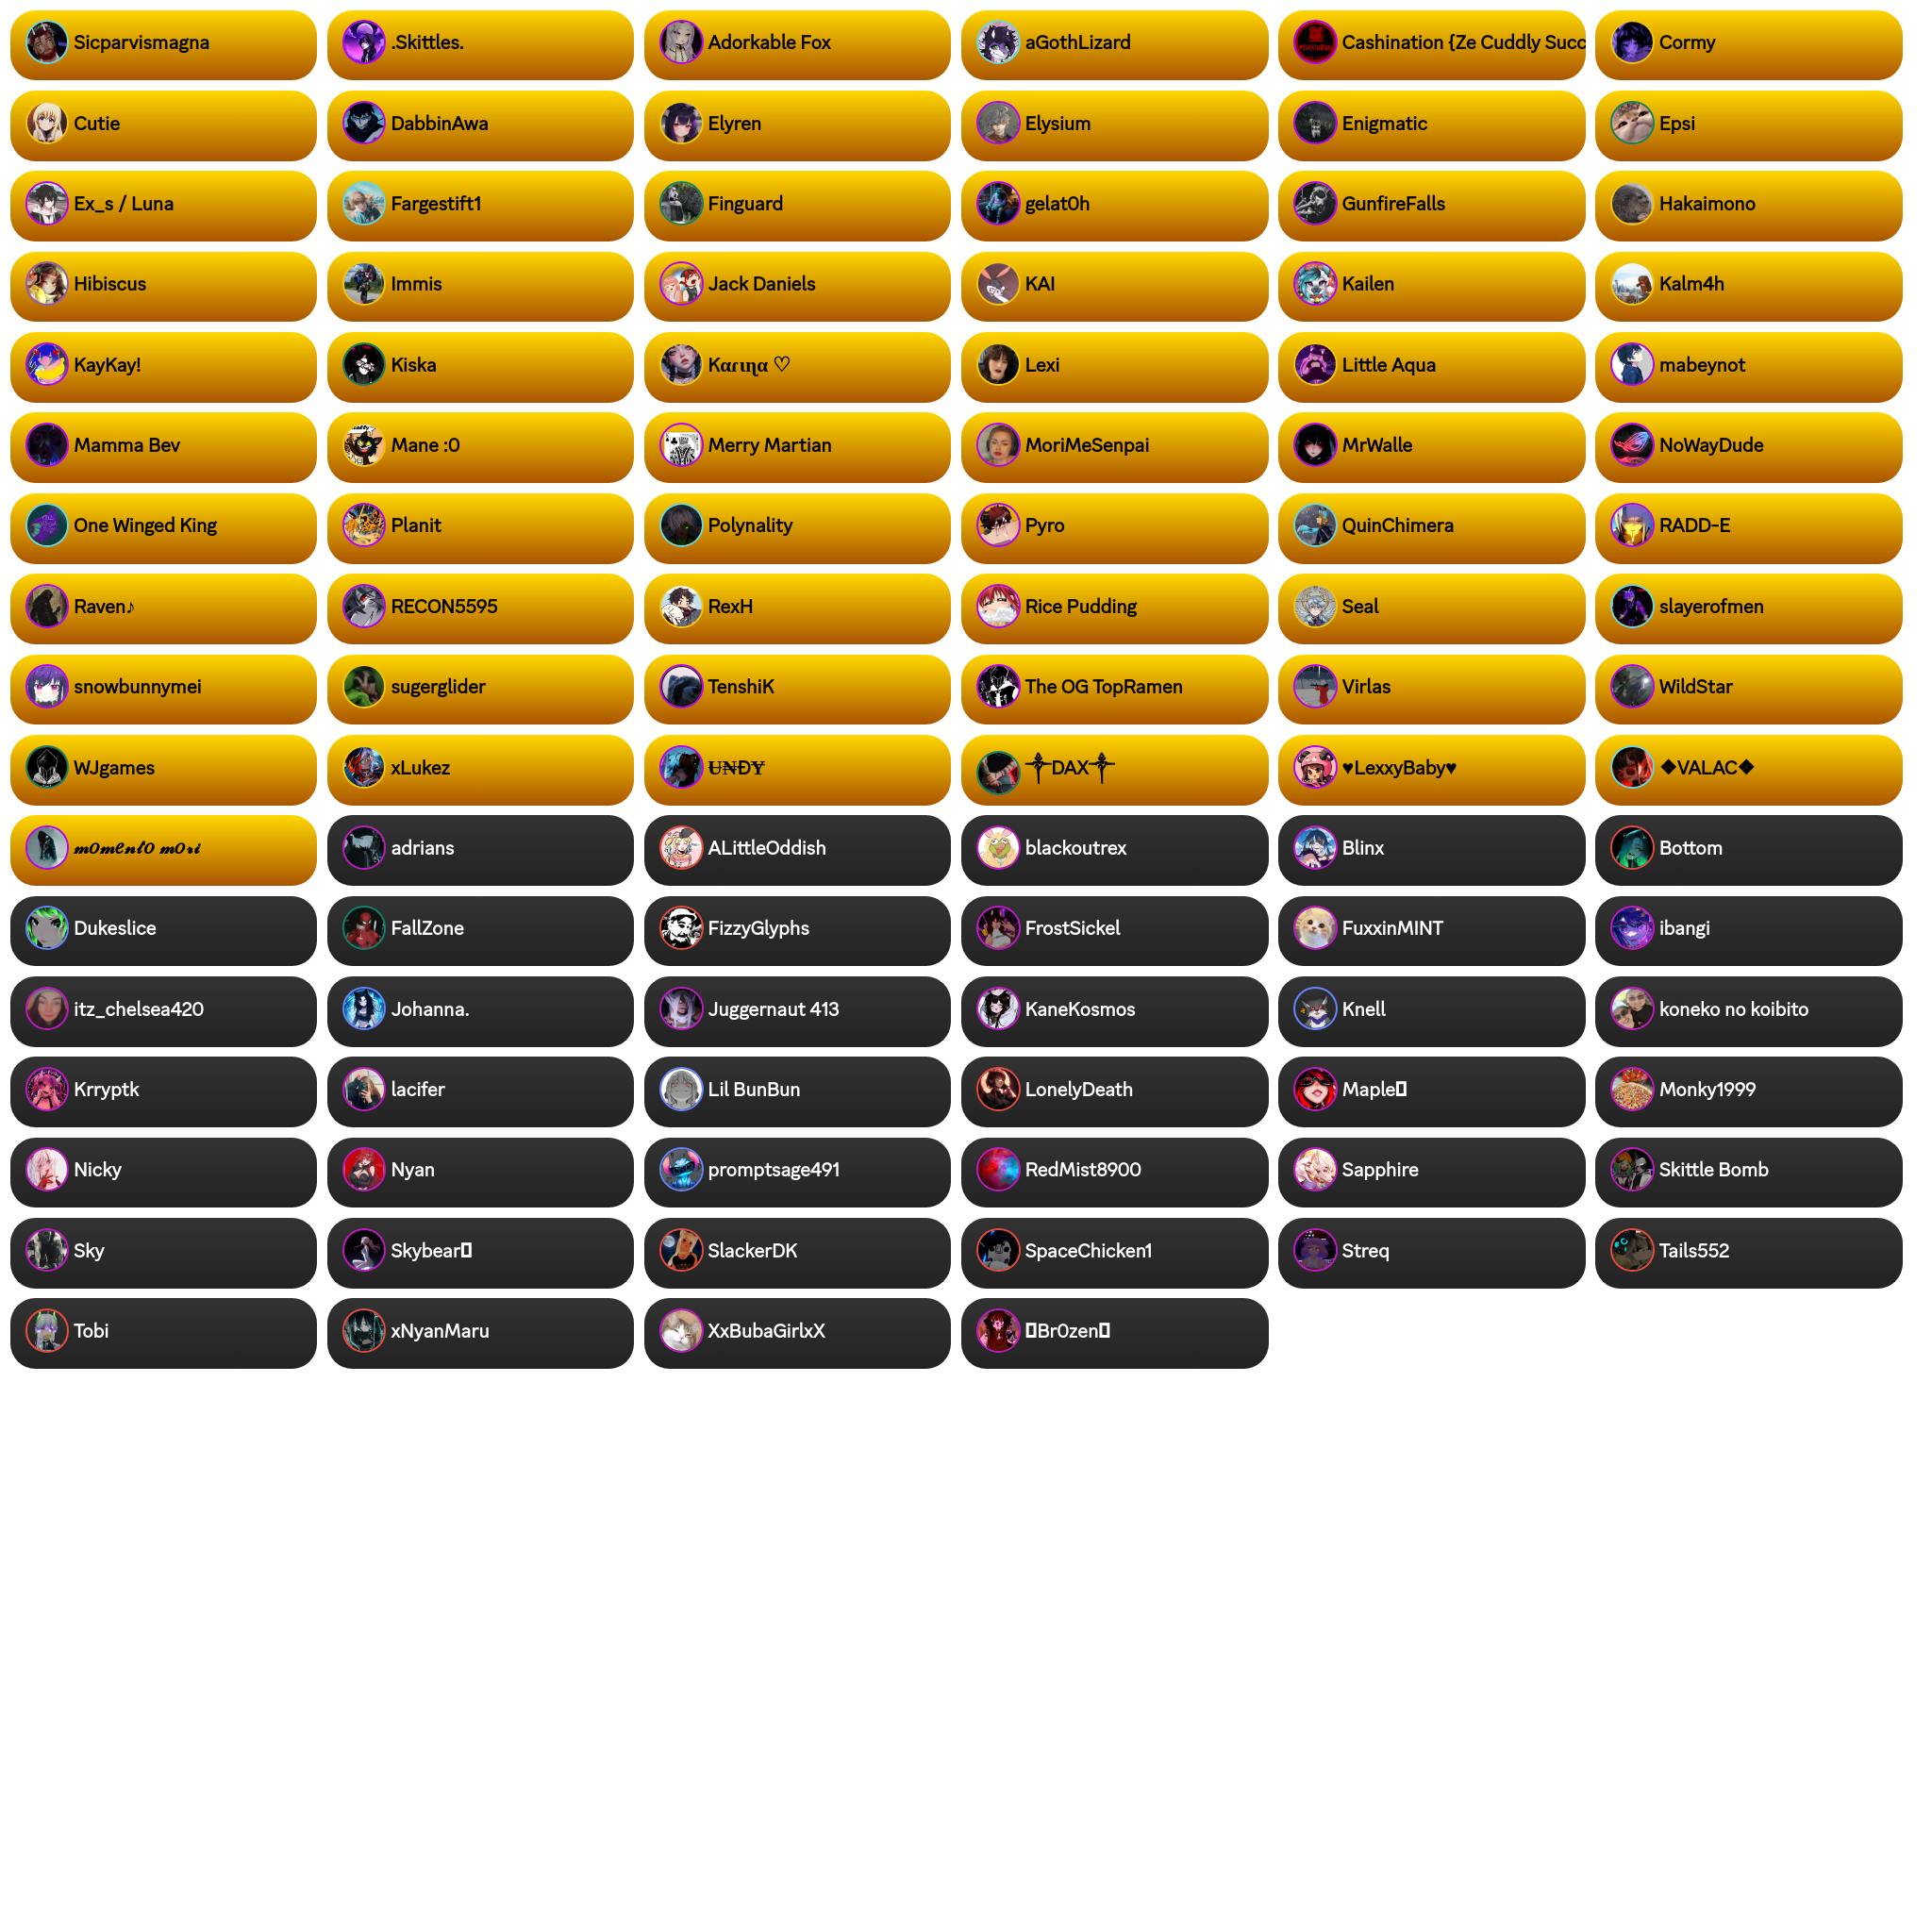 Sicparvismagna
.Skittles.
Adorkable Fox
aGothLizard
Cashination {Ze Cuddly Succ
Cormy
Cutie
DabbinAwa
Elyren
Elysium
Enigmatic
Epsi
Ex_s / Luna
Fargestift1
Finguard
gelat0h
GunfireFalls
Hakaimono
Hibiscus
Immis
Jack Daniels
KAI
Kailen
Kalm4h
KayKay!
Kiska
Kαɾιɳα ♡
Lexi
Little Aqua
mabeynot
Mamma Bev
Mane :0
Merry Martian
MoriMeSenpai
MrWalle
NoWayDude
One Winged King
Planit
Polynality
Pyro
QuinChimera
RADD-E
Raven♪
RECON5595
RexH
Rice Pudding
Seal
slayerofmen
snowbunnymei
sugerglider
TenshiK
The OG TopRamen
Virlas
WildStar
WJgames
xLukez
U̶₦ĐɎ
༒DAX༒
♥LexxyBaby♥
❖VALAC❖
𝓶𝓸𝓶𝓮𝓷𝓽𝓸 𝓶𝓸𝓻𝓲
adrians
ALittleOddish
blackoutrex
Blinx
Bottom
Dukeslice
FallZone
FizzyGlyphs
FrostSickel
FuxxinMINT
ibangi
itz_chelsea420
Johanna.
Juggernaut 413
KaneKosmos
Knell
koneko no koibito
Krryptk
lacifer
Lil BunBun
LonelyDeath
Maple
Monky1999
Nicky
Nyan
promptsage491
RedMist8900
Sapphire
Skittle Bomb
Sky
Skybear
SlackerDK
SpaceChicken1
Streq
Tails552
Tobi
xNyanMaru
XxBubaGirlxX
Br0zen